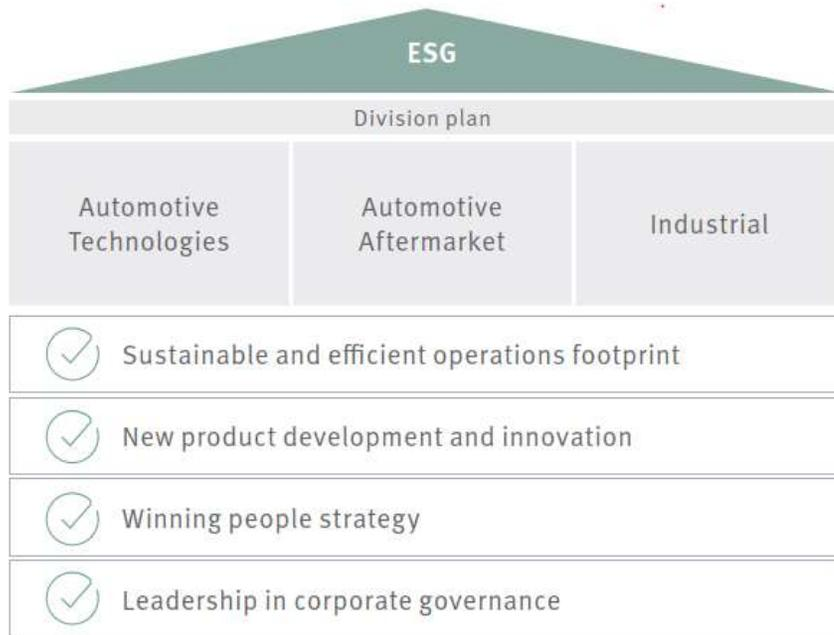 ESG
Division plan
Automotive
Technologies
Automotive
Aftermarket
Industrial
Sustainable and efficient operations footprint
New product development and innovation
Winning people strategy
Leadership in corporate governance